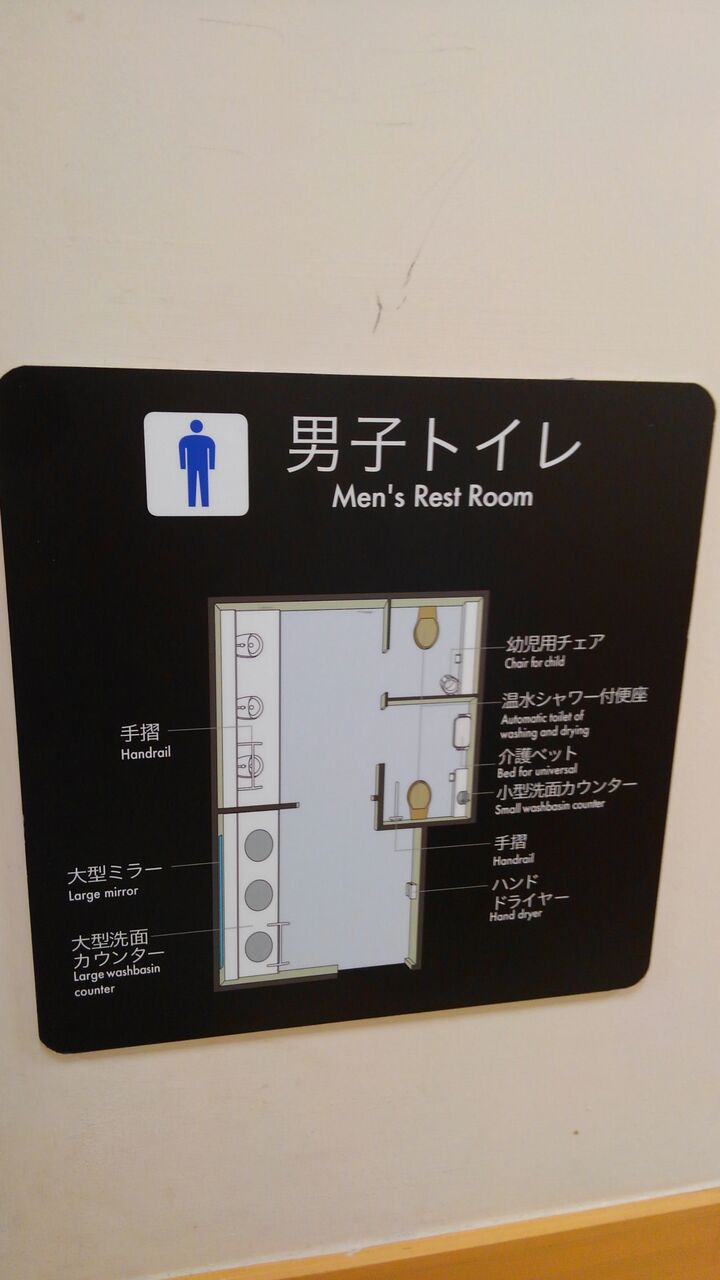 男子トイレ
Men's Rest Room
幼児用チェア
Chair for child
温水シャワー付便座
Automatic toilet of
washing and drying
介護ベット
Bed for universal
小型洗面カウンター
Small washbasin counter
手摺
Handrail
ハンド
ドライヤー
Hand dryer
手摺
Handrail
大型ミラー
Large mirror
大型洗面
カウンター
Large washbasin
counter